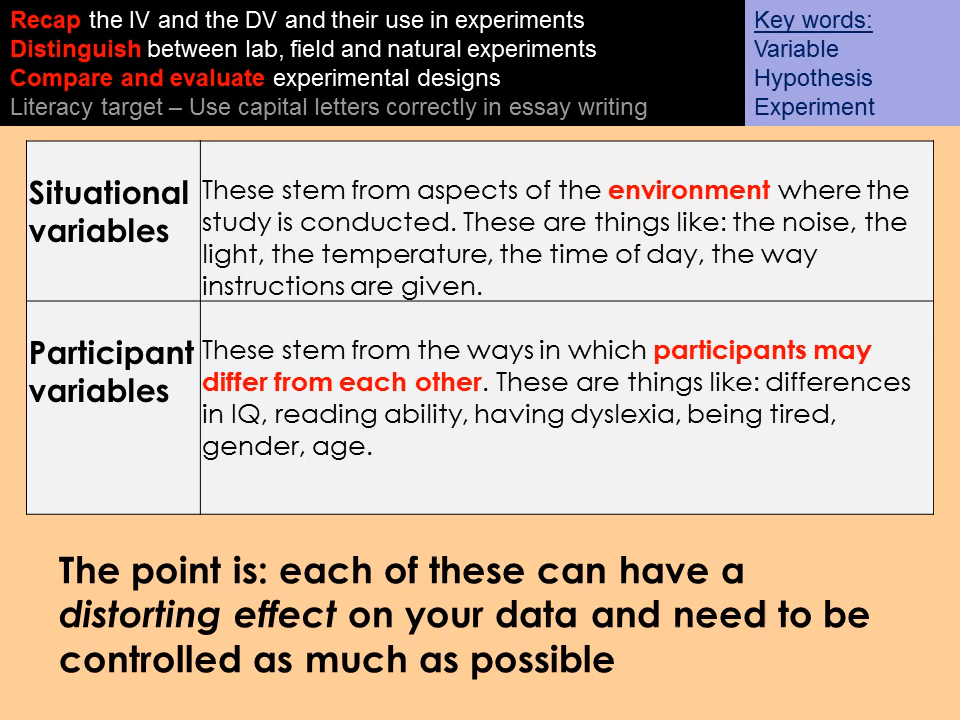 Recap the IV and the DV and their use in experiments
Distinguish between lab, field and natural experiments
Compare and evaluate experimental designs
Literacy target – Use capital letters correctly in essay writing
Key words:
Variable
Hypothesis
Experiment
Situational
variables
These stem from aspects of the environment where the
study is conducted. These are things like: the noise, the
light, the temperature, the time of day, the way
instructions are given.
Participant
variables
These stem from the ways in which participants may
differ from each other. These are things like: differences
in IQ, reading ability, having dyslexia, being tired,
gender, age.
The point is: each of these can have a
distorting effect on your data and need to be
controlled as much as possible